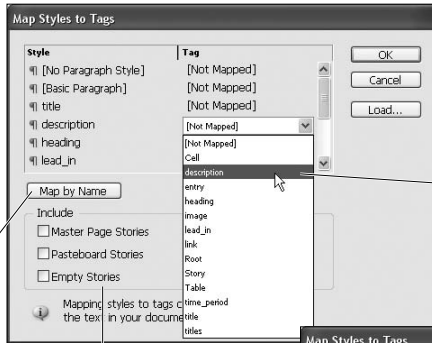 Map Styles to Tags
Style Tag
¶ [No Paragraph Style] [Not Mapped]
¶ [Basic Paragraph] [Not Mapped]
¶ title [Not Mapped]
¶ description [Not Mapped]
¶ heading
¶ lead_in
[Not Mapped]
Cell
description
entry
heading
image
lead_in
link
Root
Story
Table
time_period
title
titles
OK
Cancel
Load...
Map by Name
Include
Master Page Stories
Pasteboard Stories
Empty Stories
Mapping styles to tags c
the text in your docume
Map Styles to Tags